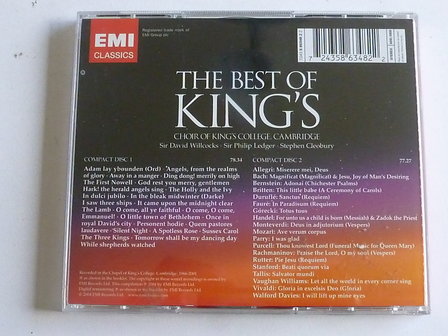 EMI
CLASSICS
Registered trade mark of
EMI Group plc
7 24358 63482 2
THE BEST OF
KING'S
CHOIR OF KING'S COLLEGE, CAMBRIDGE
Sir David Willcocks · Sir Philip Ledger · Stephen Cleobury
COMPACT DISC 1 78.34
Adam lay ybounden (Ord) · Angels, from the realms
of glory · Away in a manger · Ding dong! merrily on high
The First Nowell · God rest you merry, gentlemen
Hark! the herald angels sing · The Holly and the Ivy
In dulci jubilo · In the bleak midwinter (Darke)
I saw three ships · It came upon the midnight clear
The Lamb · O come, all ye faithful · O come, O come,
Emmanuel! · O little town of Bethlehem · Once in
royal David's city · Personent hodie · Quem pastores
laudavere · Silent Night · A Spotless Rose · Sussex Carol
The Three Kings · Tomorrow shall be my dancing day
While shepherds watched
COMPACT DISC 2 77.27
Allegri: Miserere mei, Deus
Bach: Magnificat (Magnificat) & Jesu, Joy of Man's Desiring
Bernstein: Adonai (Chichester Psalms)
Britten: This little babe (A Ceremony of Carols)
Duruflé: Sanctus (Requiem)
Fauré: In Paradisum (Requiem)
Górecki: Totus tuus
Handel: For unto us a child is born (Messiah) & Zadok the Priest
Monteverdi: Deus in adjutorium (Vespers)
Mozart: Ave verum corpus
Parry: I was glad
Purcell: Thou knowest Lord (Funeral Music for Queen Mary)
Rachmaninov: Praise the Lord, O my soul (Vespers)
Rutter: Pie Jesu (Requiem)
Stanford: Beati quorum via
Tallis: Salvator mundi
Vaughan Williams: Let all the world in every corner sing
Vivaldi: Gloria in excelsis Deo (Gloria)
Walford Davies: I will lift up mine eyes